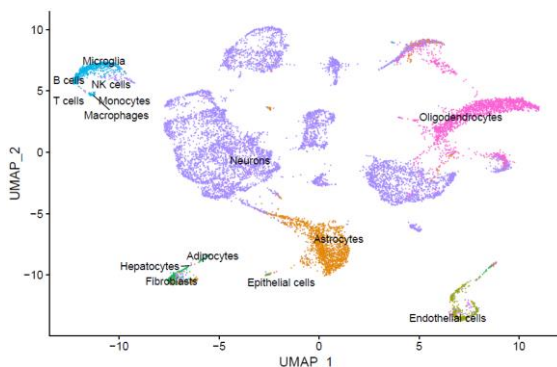 10
5
0
−5
−10
UMAP_2
Microglia
B cells
NK cells
T cells
Monocytes
Macrophages
Oligodendrocytes
Neurons
Astrocytes
Adipocytes
Hepatocytes
Fibroblasts
Epithelial cells
Endothelial cells
−10
−5
0
5
10
UMAP_1